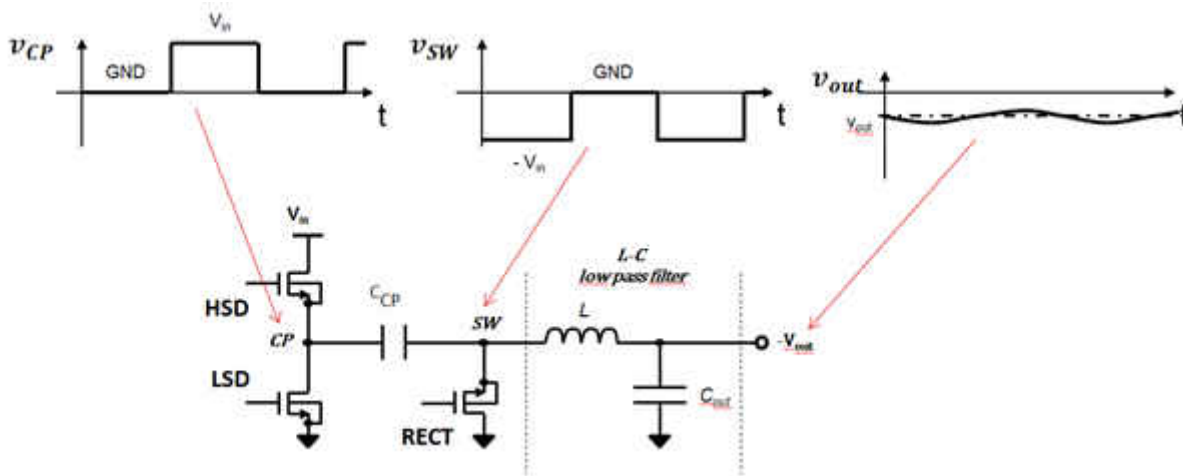 v_CP
V_in
GND
t
v_SW
GND
- V_in
t
v_out
v_out
t
V_in
HSD
CP
LSD
C_CP
SW
RECT
L-C
low pass filter
L
C_out
-V_out